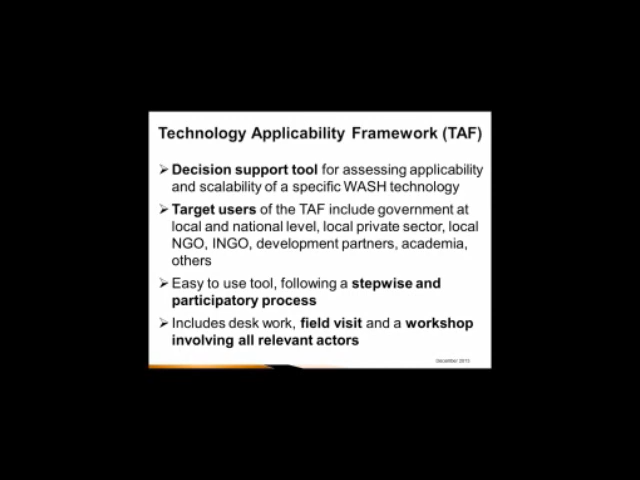 Technology Applicability Framework (TAF)
➢ Decision support tool for assessing applicability
and scalability of a specific WASH technology
➢ Target users of the TAF include government at
local and national level, local private sector, local
NGO, INGO, development partners, academia,
others
➢ Easy to use tool, following a stepwise and
participatory process
➢ Includes desk work, field visit and a workshop
involving all relevant actors
December 2013